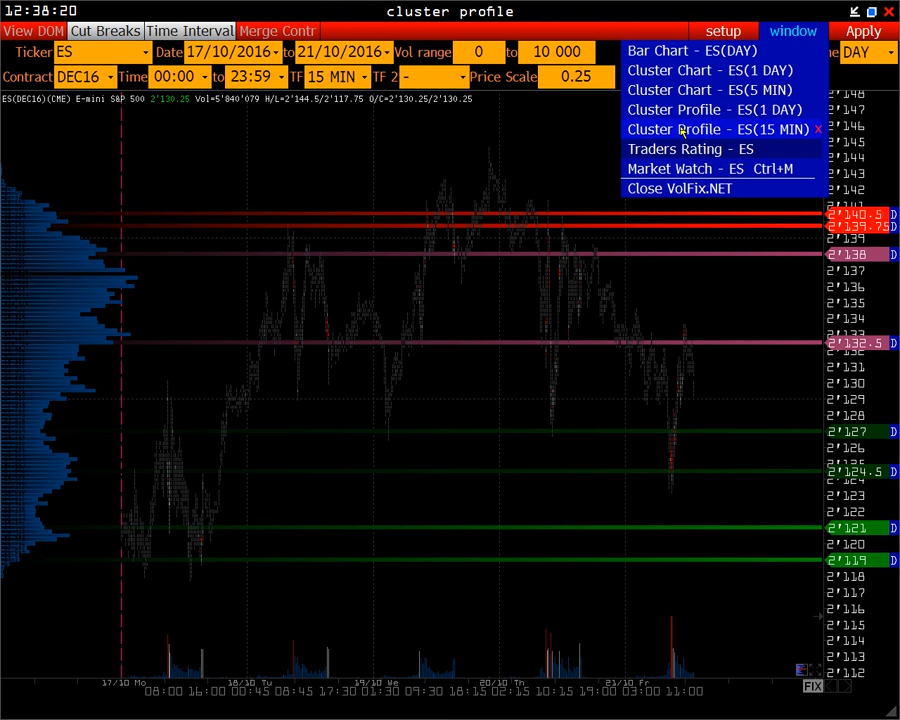 12:38:20 cluster profile
View DOM Cut Breaks Time Interval Merge Contr setup window Apply
Ticker ES Date 17/10/2016 to 21/10/2016 Vol range 0 to 10 000 DAY
Contract DEC16 Time 00:00 to 23:59 TF 15 MIN TF 2 - Price Scale 0.25
Bar Chart - ES(DAY)
Cluster Chart - ES(1 DAY)
Cluster Chart - ES(5 MIN)
Cluster Profile - ES(1 DAY)
Cluster Profile - ES(15 MIN) x
Traders Rating - ES
Market Watch - ES Ctrl+M
Close VolFix.NET
ES(DEC16)(CME) E-mini S&P 500 2'130.25 Vol=5'840'079 H/L=2'144.5/2'117.75 O/C=2'130.25/2'130.25
2'148
2'147
2'146
2'145
2'144
2'143
2'142
2'140.5 D
2'139.75 D
2'139
2'138 D
2'137
2'136
2'135
2'134
2'132.5 D
2'131
2'130
2'129
2'128
2'127 D
2'126
2'124.5 D
2'123
2'122
2'121 D
2'120
2'119 D
2'118
2'117
2'116
2'115
2'114
2'113
2'112
17/10 Mo 18/10 Tu 19/10 We 20/10 Th 21/10 Fr
08:00 16:00 00:45 08:45 17:30 01:30 09:30 18:15 02:15 10:15 19:00 03:00 11:00
FIX